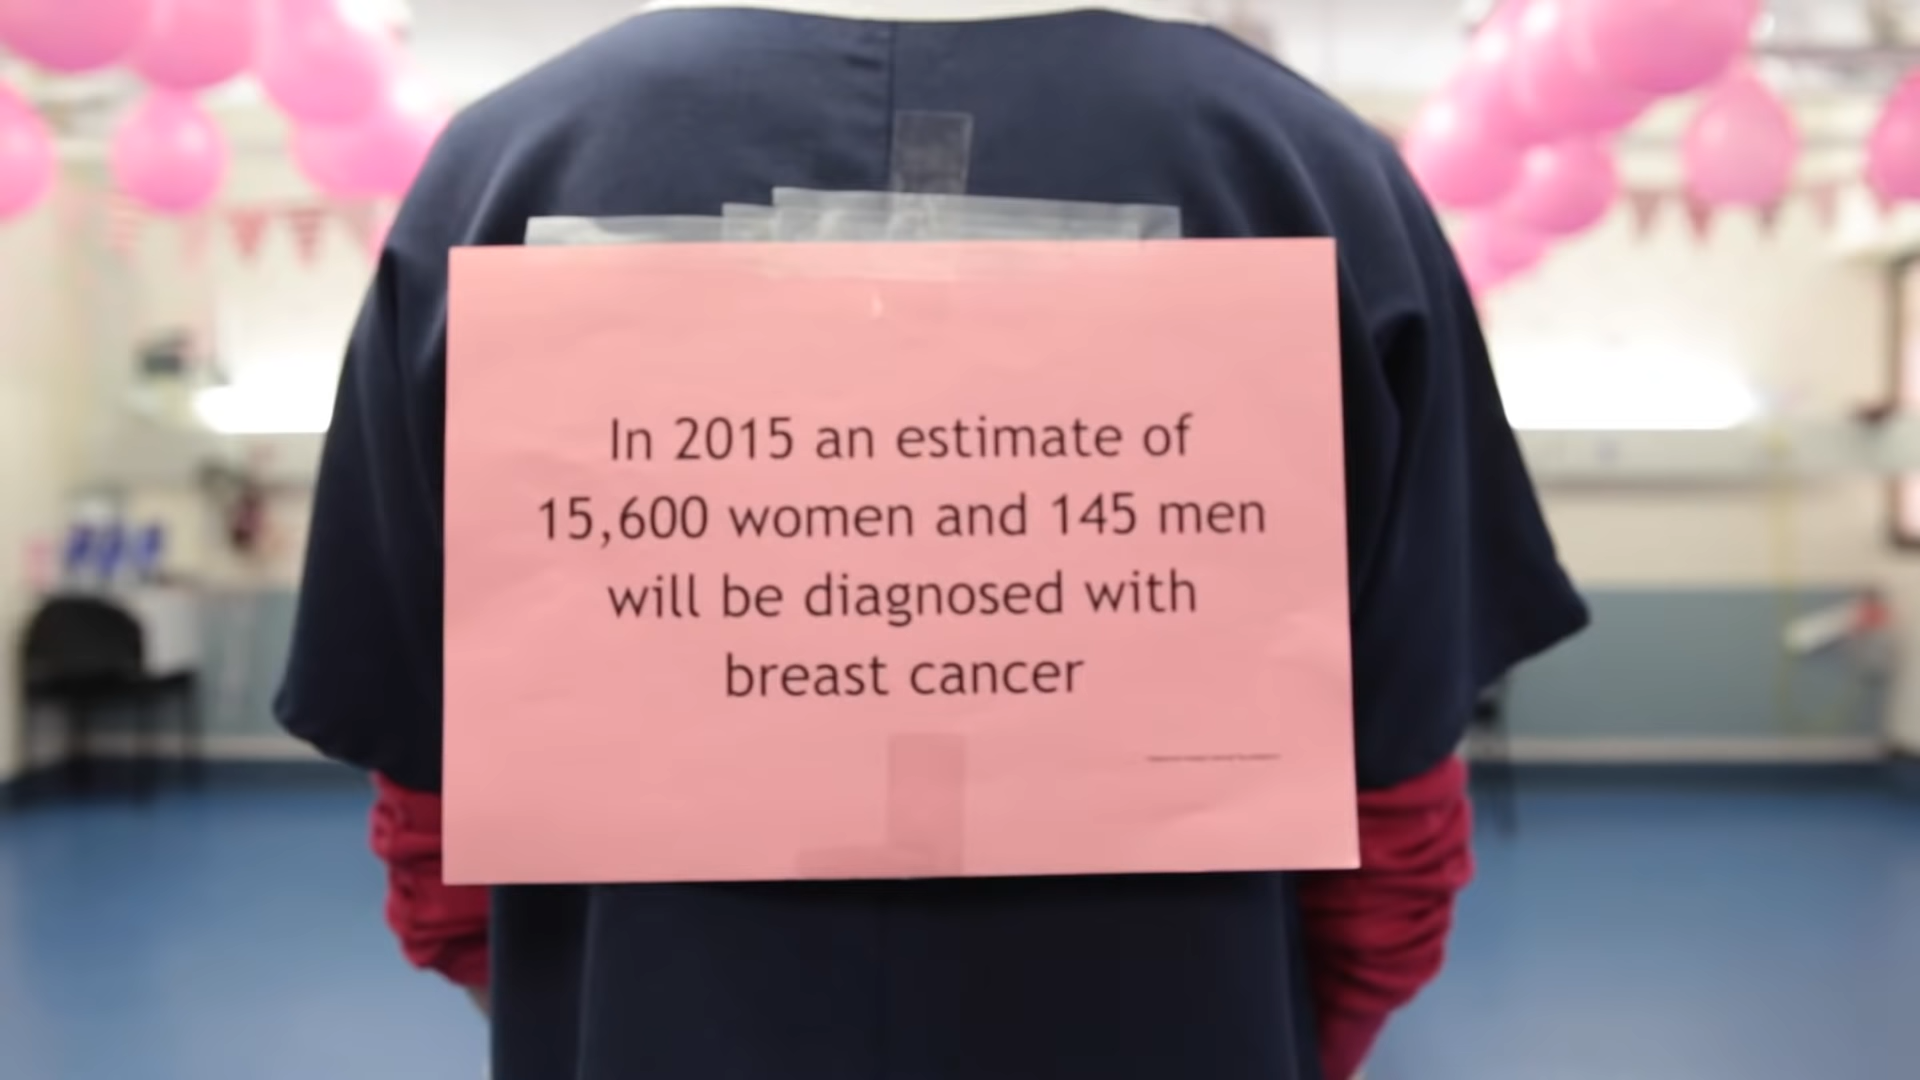 In 2015 an estimate of
15,600 women and 145 men
will be diagnosed with
breast cancer